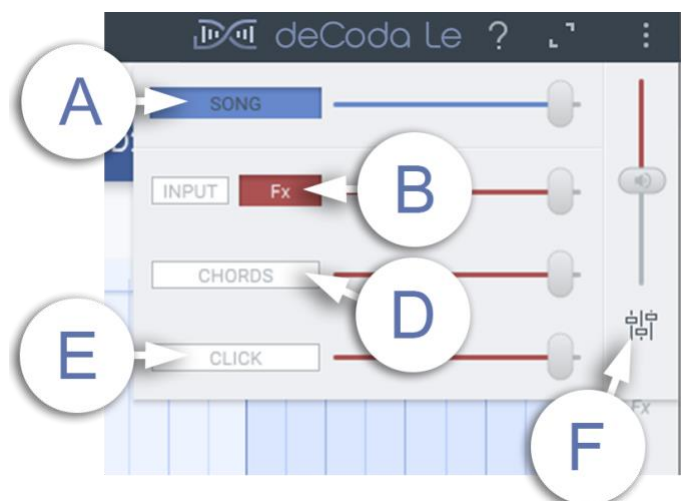 deCoda Le ?
A
SONG
INPUT Fx B
CHORDS
D
E CLICK
Fx
F